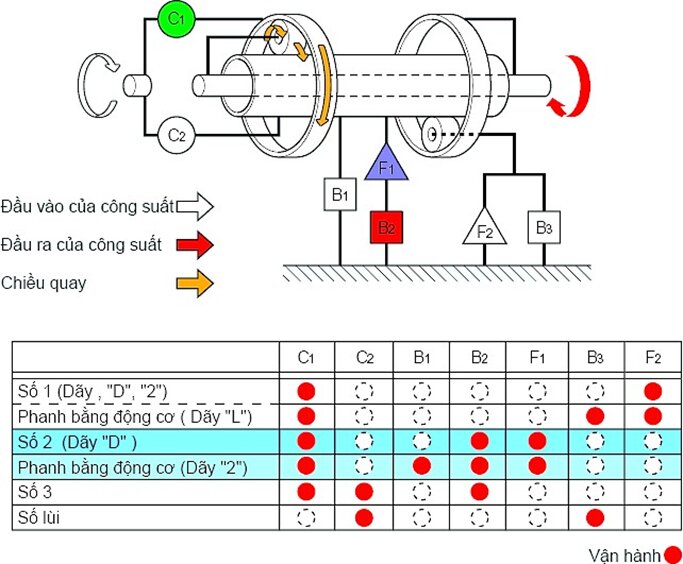 C1
C2
B1
F1
B2
F2
B3
Đầu vào của công suất
Đầu ra của công suất
Chiều quay
C1 C2 B1 B2 F1 B3 F2
Số 1 (Dãy , "D", "2")
Phanh bằng động cơ ( Dãy "L")
Số 2 (Dãy "D" )
Phanh bằng động cơ (Dãy "2")
Số 3
Số lùi
Vận hành